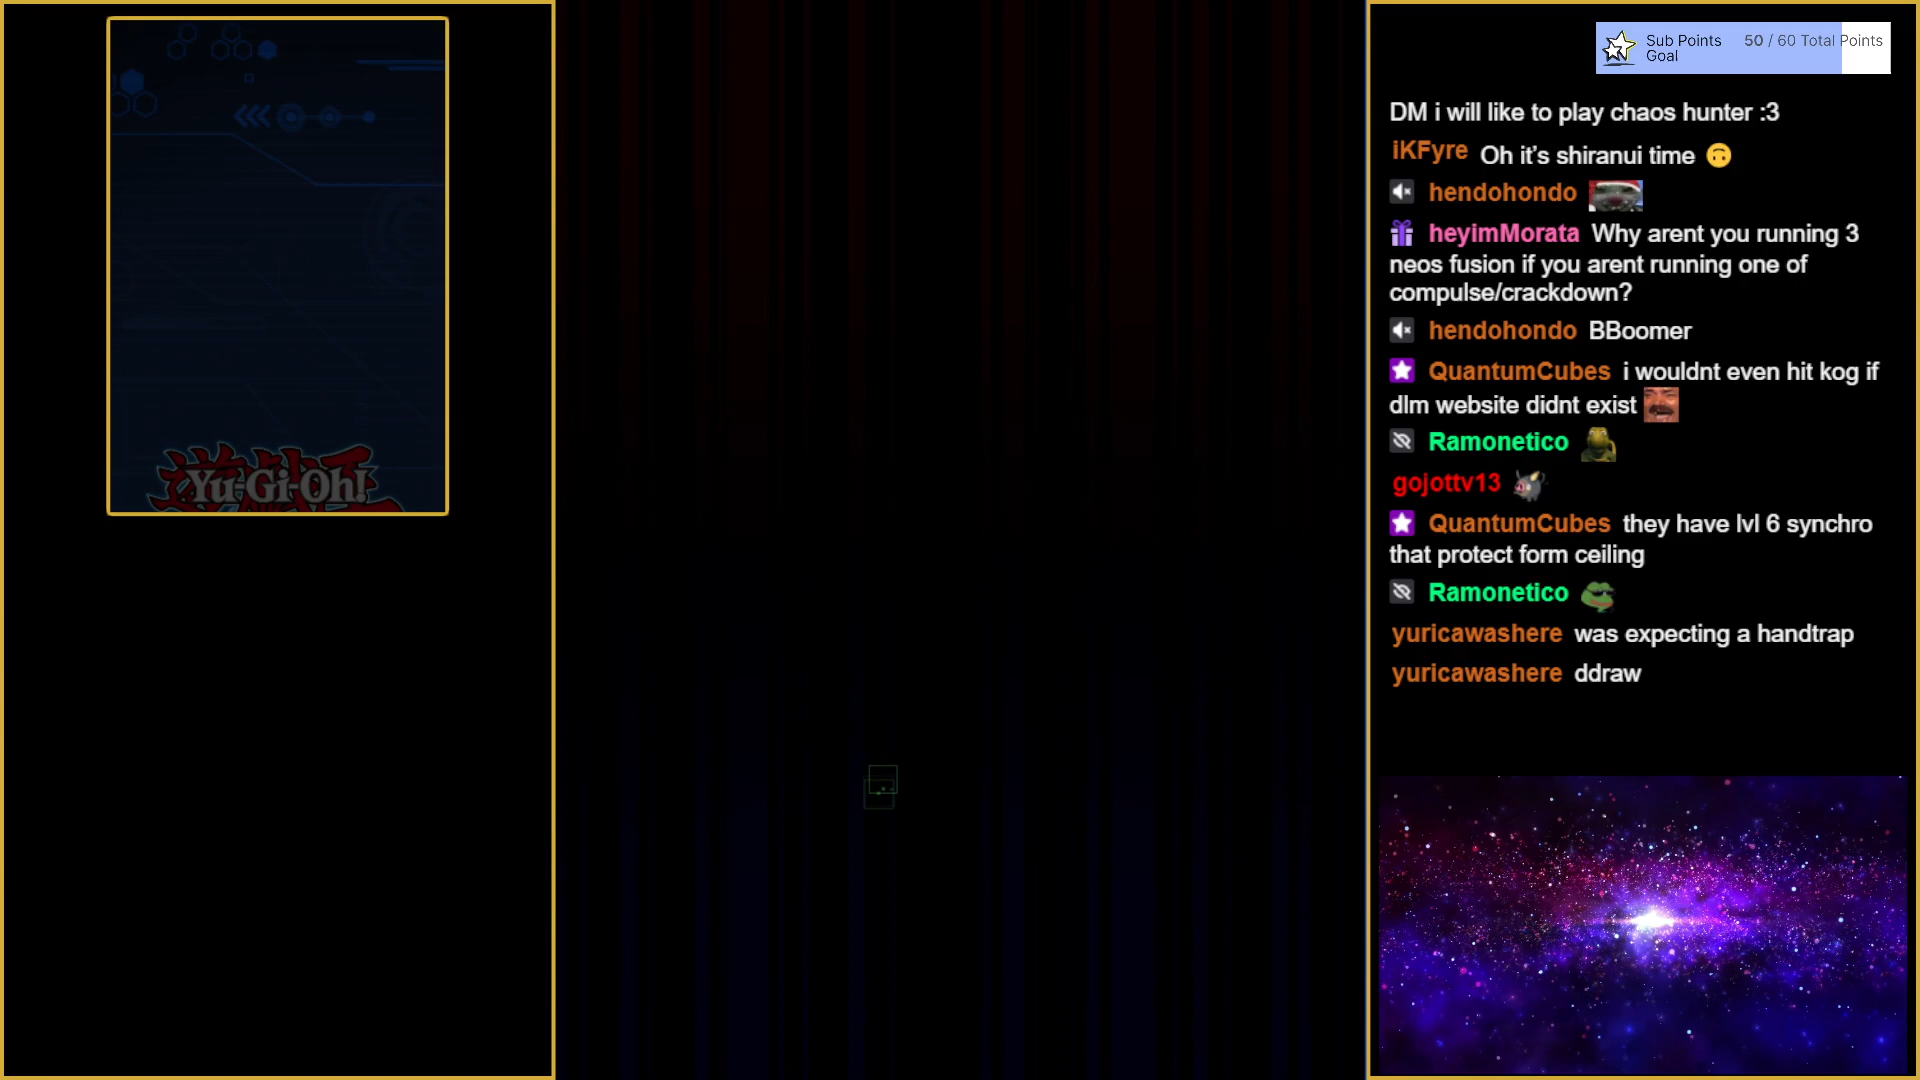 遊戯王
Yu-Gi-Oh!
Sub Points
Goal
50 / 60 Total Points
DM i will like to play chaos hunter :3
iKFyre Oh it's shiranui time 🙃
hendohondo
heyimMorata Why arent you running 3
neos fusion if you arent running one of
compulse/crackdown?
hendohondo BBoomer
QuantumCubes i wouldnt even hit kog if
dlm website didnt exist
Ramonetico
gojottv13
QuantumCubes they have lvl 6 synchro
that protect form ceiling
Ramonetico
yuricawashere was expecting a handtrap
yuricawashere ddraw